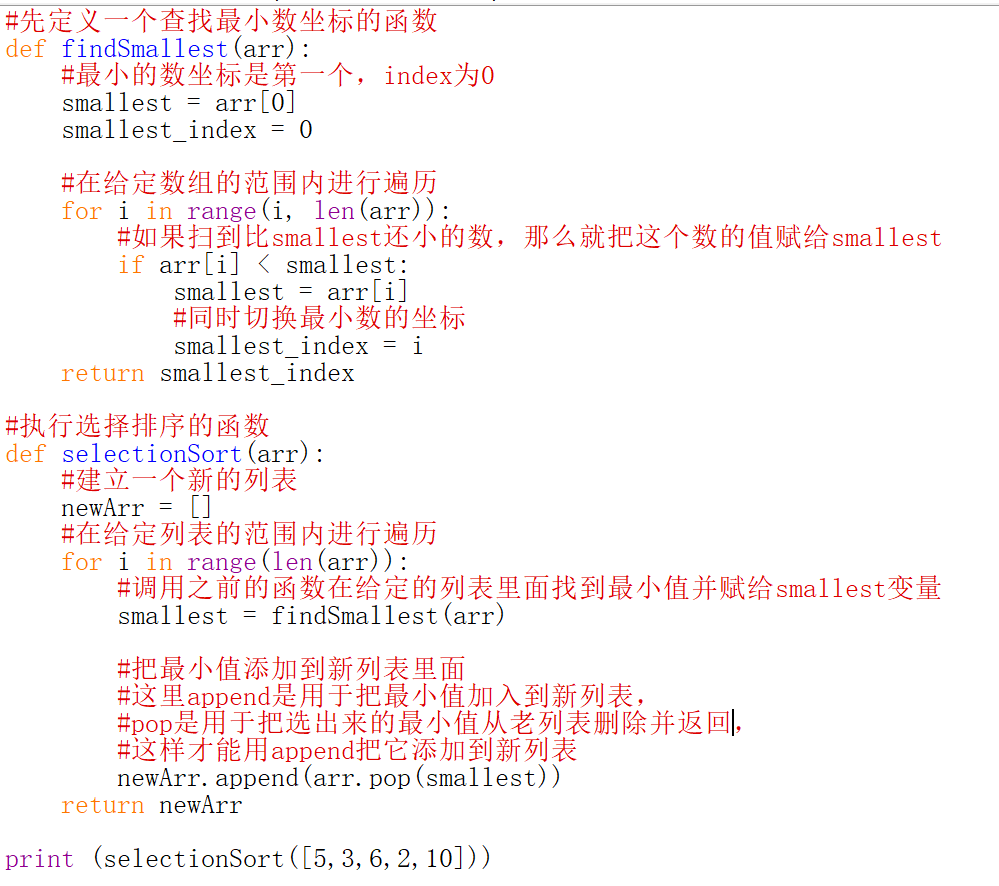 #先定义一个查找最小数坐标的函数
def findSmallest(arr):
    #最小的数坐标是第一个，index为0
    smallest = arr[0]
    smallest_index = 0

    #在给定数组的范围内进行遍历
    for i in range(i, len(arr)):
        #如果扫到比smallest还小的数，那么就把这个数的值赋给smallest
        if arr[i] < smallest:
            smallest = arr[i]
            #同时切换最小数的坐标
            smallest_index = i
    return smallest_index

#执行选择排序的函数
def selectionSort(arr):
    #建立一个新的列表
    newArr = []
    #在给定列表的范围内进行遍历
    for i in range(len(arr)):
        #调用之前的函数在给定的列表里面找到最小值并赋给smallest变量
        smallest = findSmallest(arr)

        #把最小值添加到新列表里面
        #这里append是用于把最小值加入到新列表，
        #pop是用于把选出来的最小值从老列表删除并返回，
        #这样才能用append把它添加到新列表
        newArr.append(arr.pop(smallest))
    return newArr

print (selectionSort([5,3,6,2,10]))